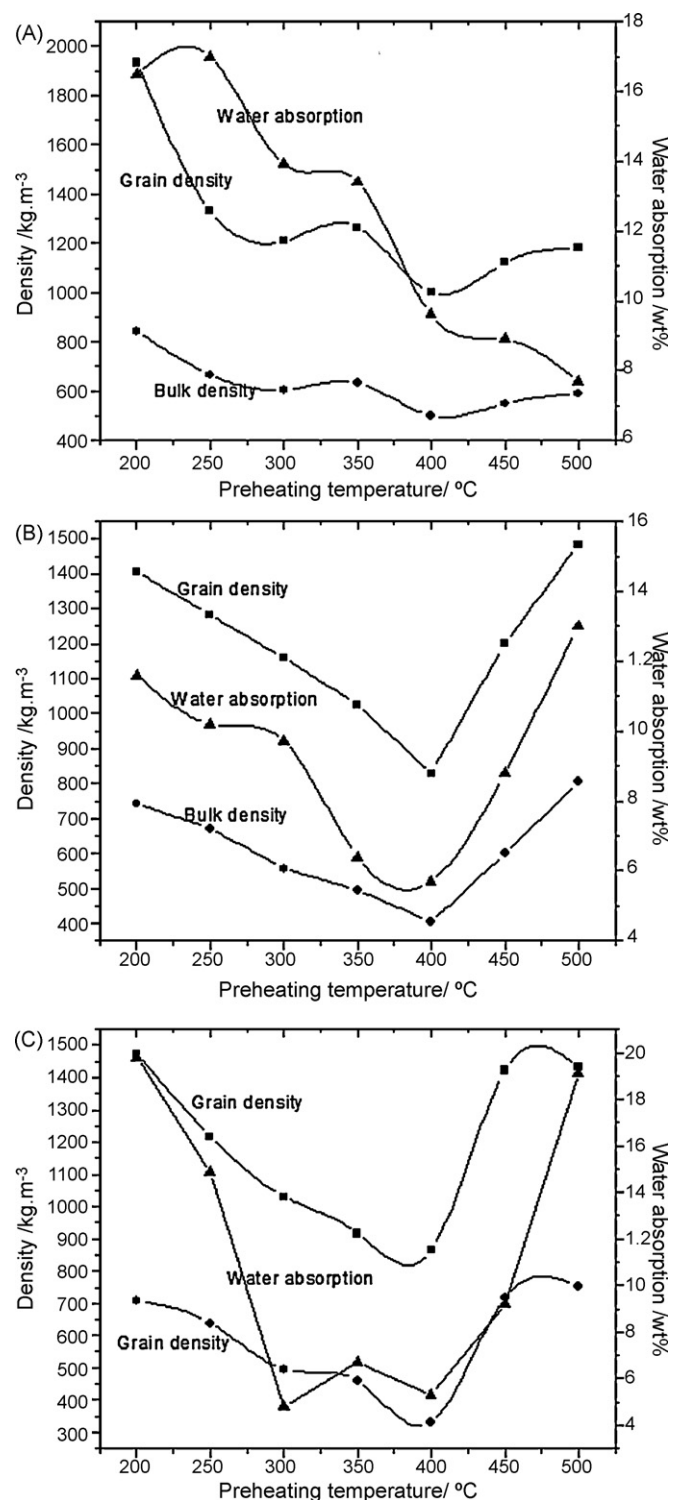 (A)
18
2000
1800
1600
1400
1200
1000
800
600
400
16
14
12
10
8
6
Water absorption
Grain density
Bulk density
Density /kg.m-3
Water absorption /wt%
200 250 300 350 400 450 500
Preheating temperature/ ºC
(B)
1500
1400
1300
1200
1100
1000
900
800
700
600
500
400
16
14
1.2
10
8
6
4
Grain density
Water absorption
Bulk density
Density /kg.m-3
Water absorption /wt%
200 250 300 350 400 450 500
Preheating temperature/ ºC
(C)
1500
1400
1300
1200
1100
1000
900
800
700
600
500
400
300
20
18
16
14
1.2
10
8
6
4
Grain density
Water absorption
Grain density
Density /kg.m-3
Water absorption /wt%
200 250 300 350 400 450 500
Preheating temperature/ ºC